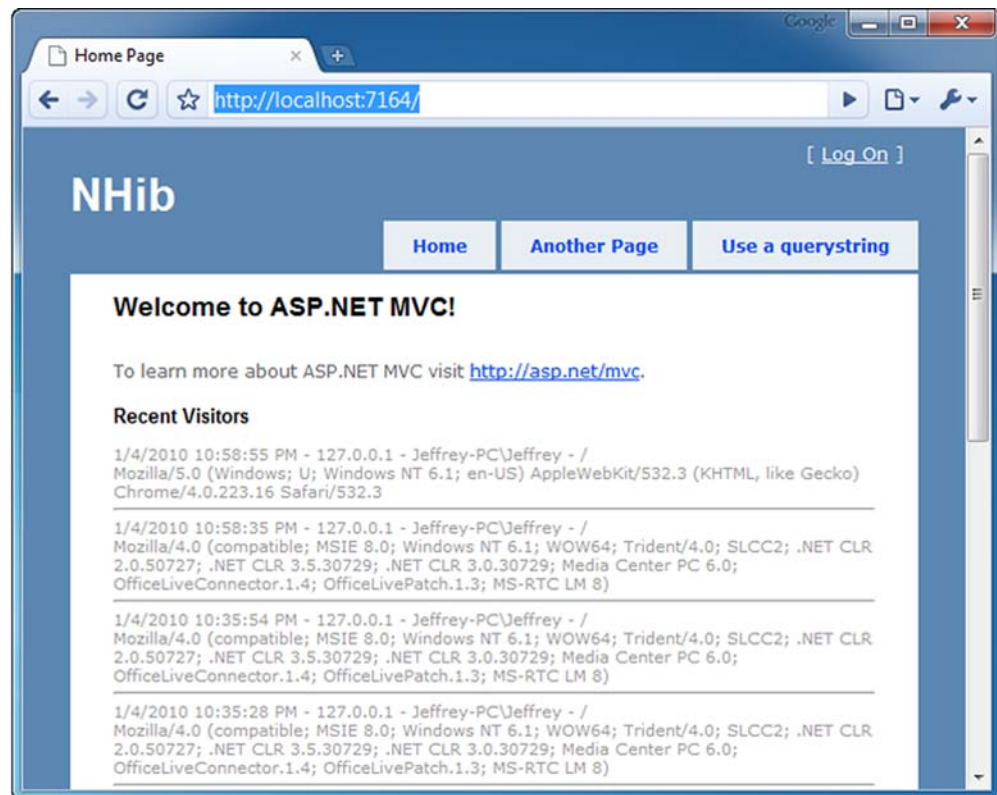 Google
Home Page
http://localhost:7164/
[ Log On ]
NHib
Home
Another Page
Use a querystring
Welcome to ASP.NET MVC!
To learn more about ASP.NET MVC visit http://asp.net/mvc.
Recent Visitors
1/4/2010 10:58:55 PM - 127.0.0.1 - Jeffrey-PC\Jeffrey - /
Mozilla/5.0 (Windows; U; Windows NT 6.1; en-US) AppleWebKit/532.3 (KHTML, like Gecko)
Chrome/4.0.223.16 Safari/532.3
1/4/2010 10:58:35 PM - 127.0.0.1 - Jeffrey-PC\Jeffrey - /
Mozilla/4.0 (compatible; MSIE 8.0; Windows NT 6.1; WOW64; Trident/4.0; SLCC2; .NET CLR
2.0.50727; .NET CLR 3.5.30729; .NET CLR 3.0.30729; Media Center PC 6.0;
OfficeLiveConnector.1.4; OfficeLivePatch.1.3; MS-RTC LM 8)
1/4/2010 10:35:54 PM - 127.0.0.1 - Jeffrey-PC\Jeffrey - /
Mozilla/4.0 (compatible; MSIE 8.0; Windows NT 6.1; WOW64; Trident/4.0; SLCC2; .NET CLR
2.0.50727; .NET CLR 3.5.30729; .NET CLR 3.0.30729; Media Center PC 6.0;
OfficeLiveConnector.1.4; OfficeLivePatch.1.3; MS-RTC LM 8)
1/4/2010 10:35:28 PM - 127.0.0.1 - Jeffrey-PC\Jeffrey - /
Mozilla/4.0 (compatible; MSIE 8.0; Windows NT 6.1; WOW64; Trident/4.0; SLCC2; .NET CLR
2.0.50727; .NET CLR 3.5.30729; .NET CLR 3.0.30729; Media Center PC 6.0;
OfficeLiveConnector.1.4; OfficeLivePatch.1.3; MS-RTC LM 8)